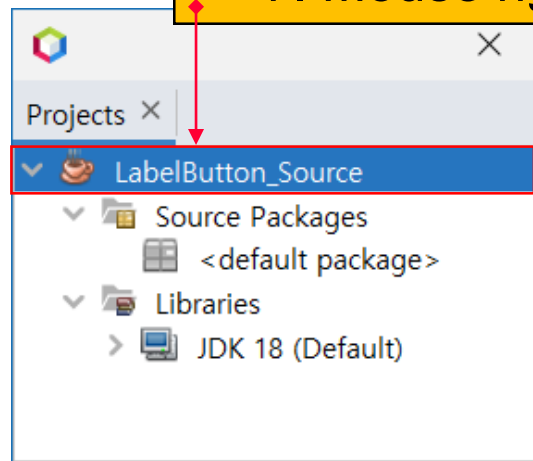 Projects
LabelButton_Source
Source Packages
<default package>
Libraries
JDK 18 (Default)